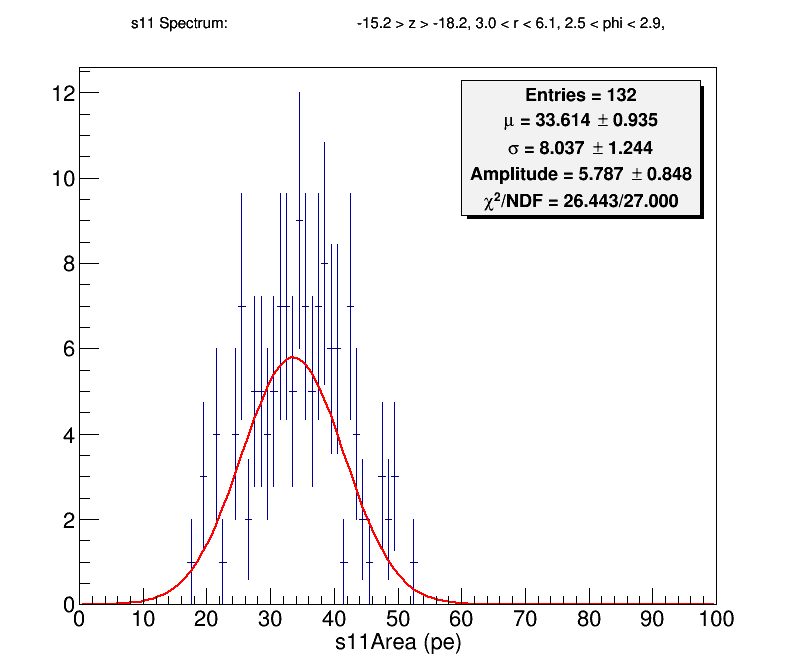 s11 Spectrum: -15.2 > z > -18.2, 3.0 < r < 6.1, 2.5 < phi < 2.9,
Entries = 132
μ = 33.614 ± 0.935
σ = 8.037 ± 1.244
Amplitude = 5.787 ± 0.848
χ²/NDF = 26.443/27.000
12
10
8
6
4
2
0
0 10 20 30 40 50 60 70 80 90 100
s11Area (pe)